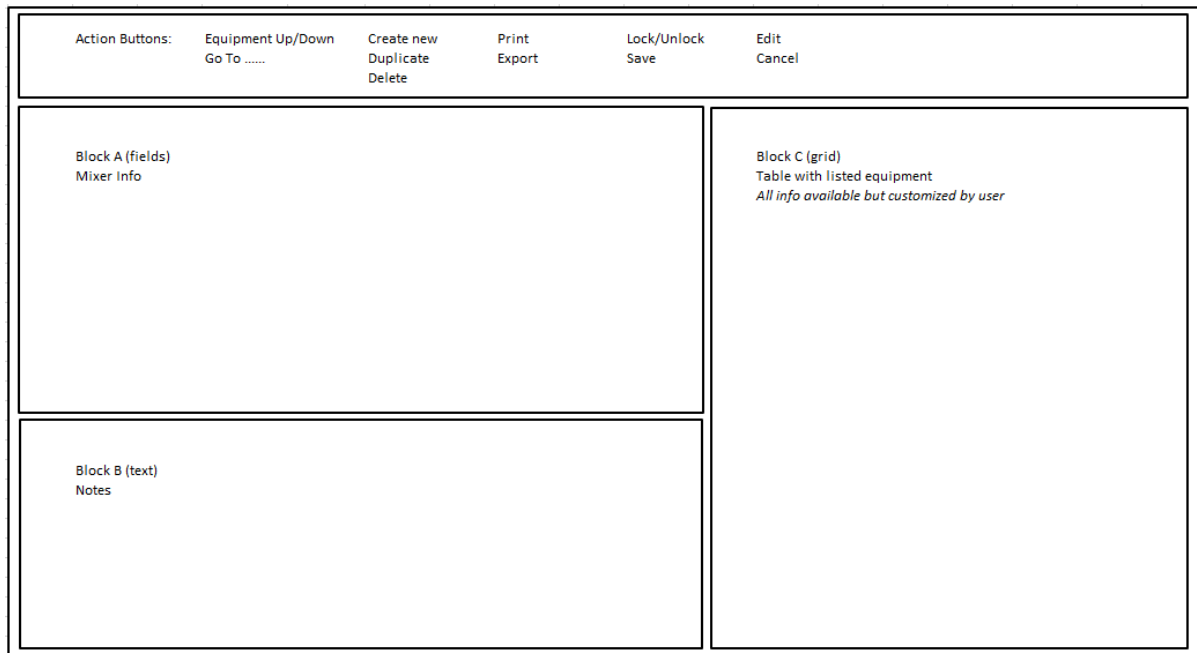 Action Buttons: Equipment Up/Down Create new Print Lock/Unlock Edit
Go To ...... Duplicate Export Save Cancel
Delete
Block A (fields)
Mixer Info
Block B (text)
Notes
Block C (grid)
Table with listed equipment
All info available but customized by user